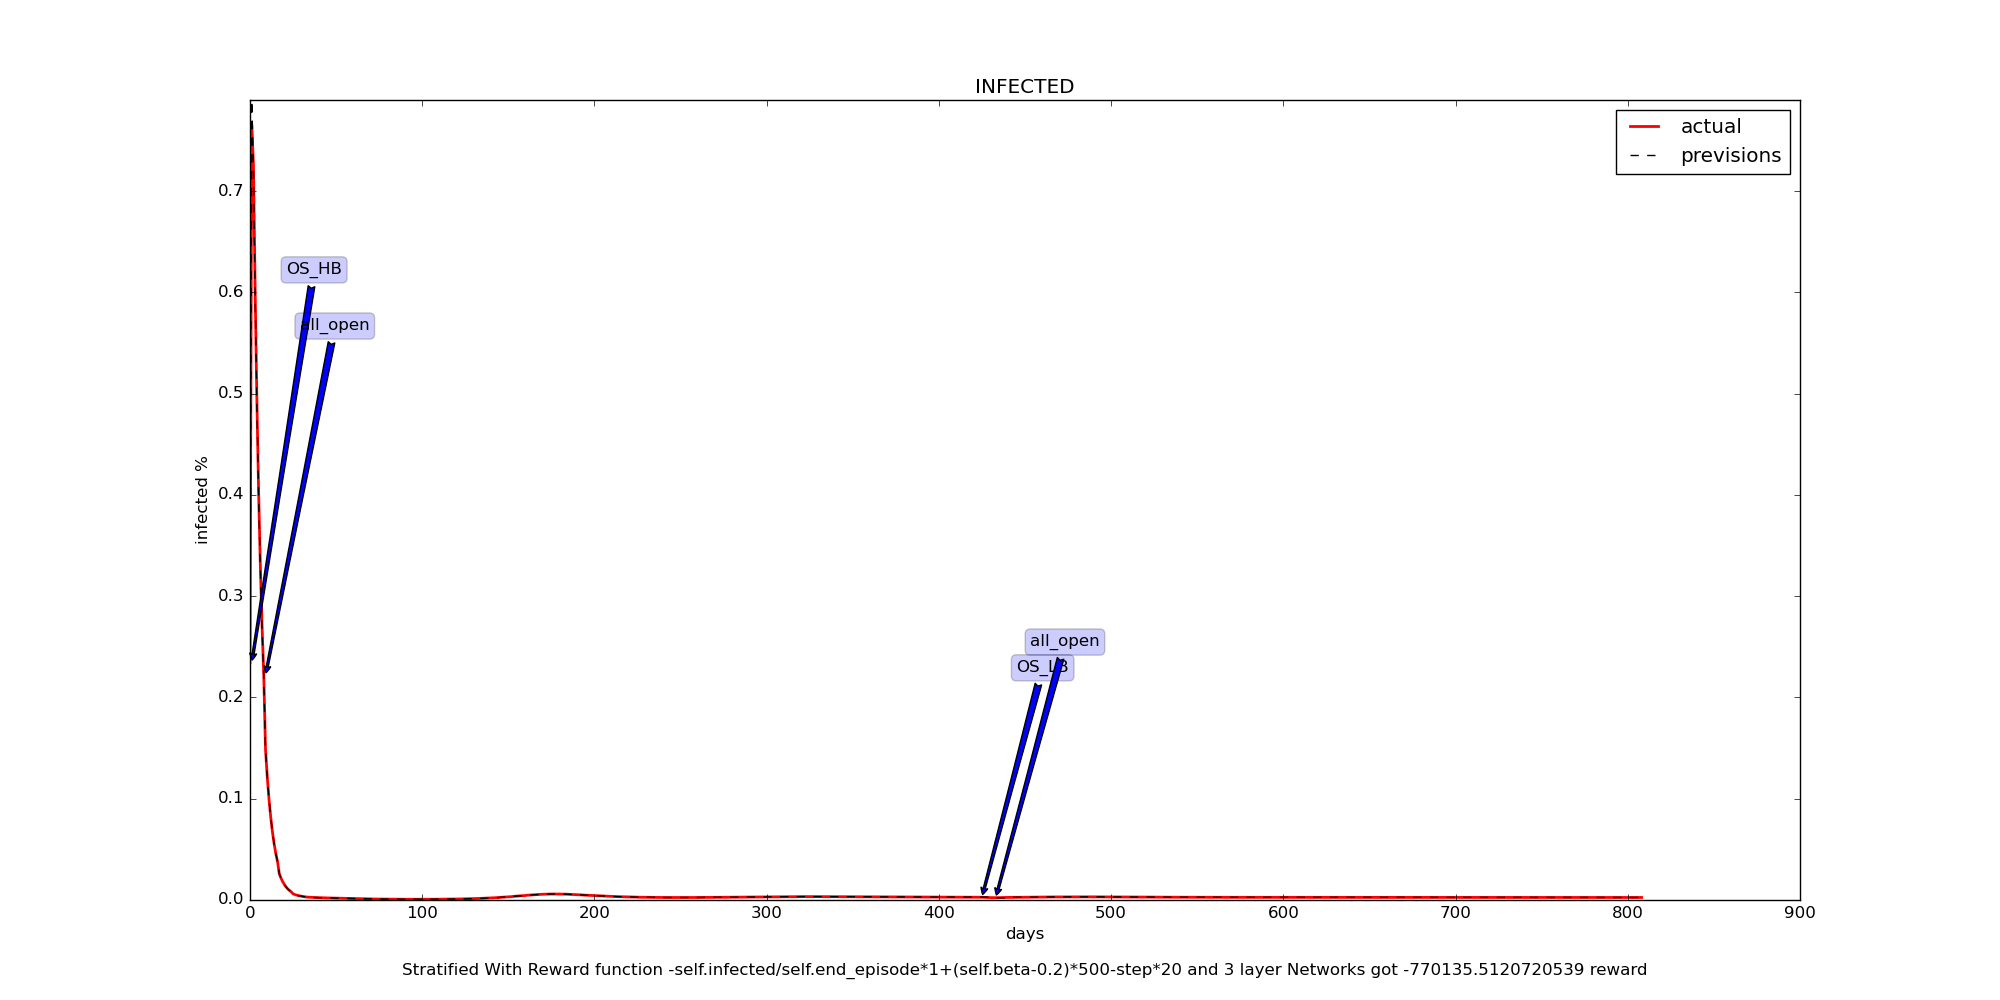 INFECTED
actual
previsions
0.7
0.6
0.5
0.4
0.3
0.2
0.1
0.0
infected %
OS_HB
all_open
all_open
OS_LB
0 100 200 300 400 500 600 700 800 900
days
Stratified With Reward function -self.infected/self.end_episode*1+(self.beta-0.2)*500-step*20 and 3 layer Networks got -770135.5120720539 reward